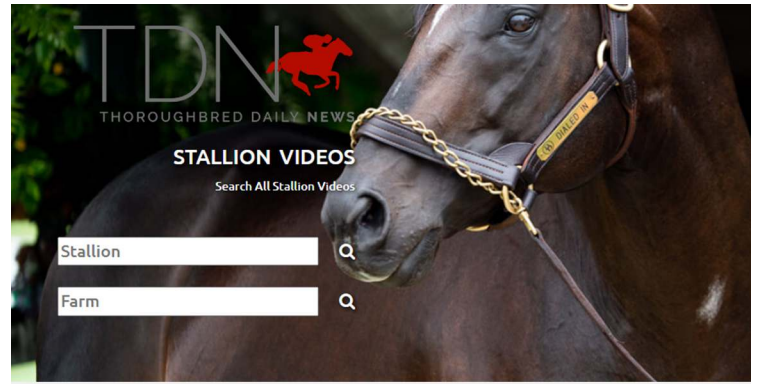 TDN
THOROUGHBRED DAILY NEWS
STALLION VIDEOS
Search All Stallion Videos
Stallion
Farm
DIALED IN